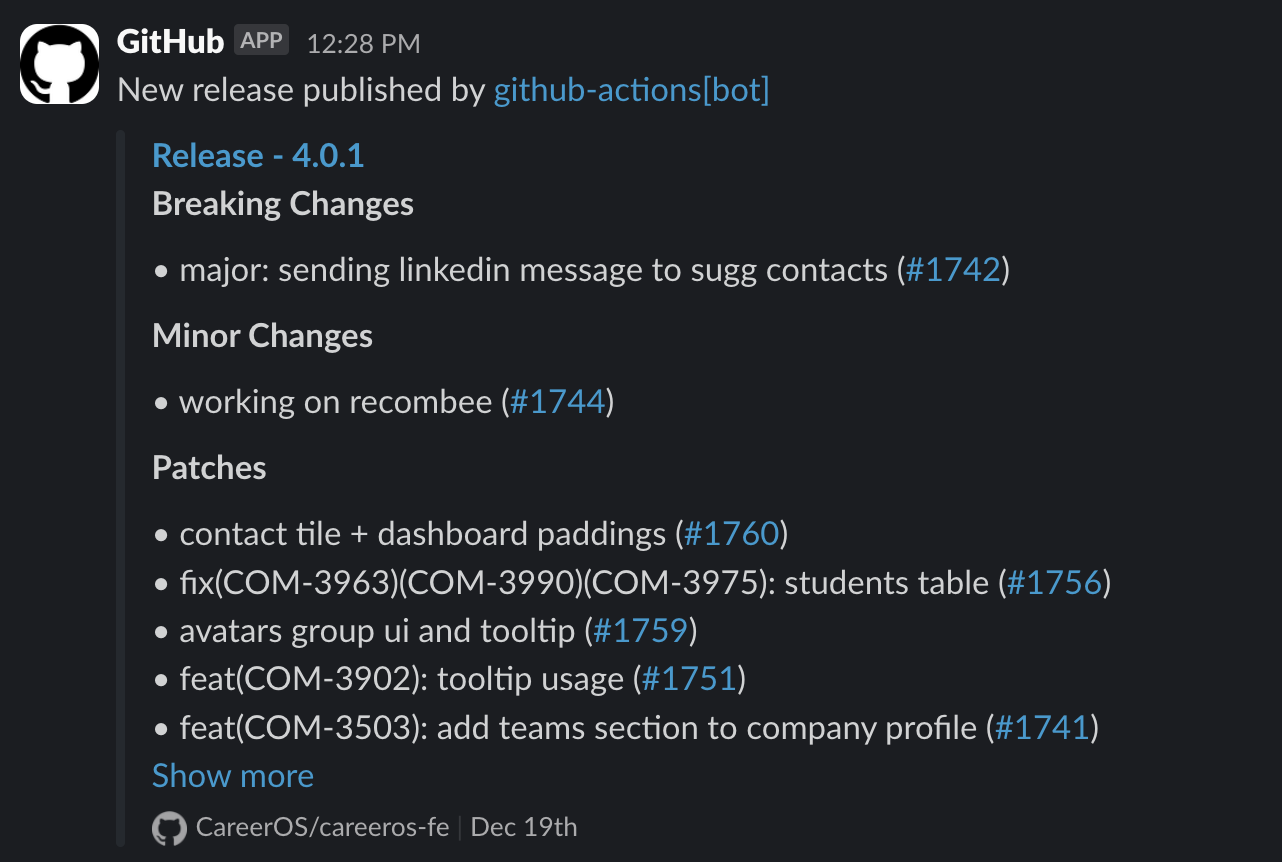 GitHub APP 12:28 PM
New release published by github-actions[bot]
Release - 4.0.1
Breaking Changes
• major: sending linkedin message to sugg contacts (#1742)
Minor Changes
• working on recombee (#1744)
Patches
• contact tile + dashboard paddings (#1760)
• fix(COM-3963)(COM-3990)(COM-3975): students table (#1756)
• avatars group ui and tooltip (#1759)
• feat(COM-3902): tooltip usage (#1751)
• feat(COM-3503): add teams section to company profile (#1741)
Show more
CareerOS/careeros-fe | Dec 19th